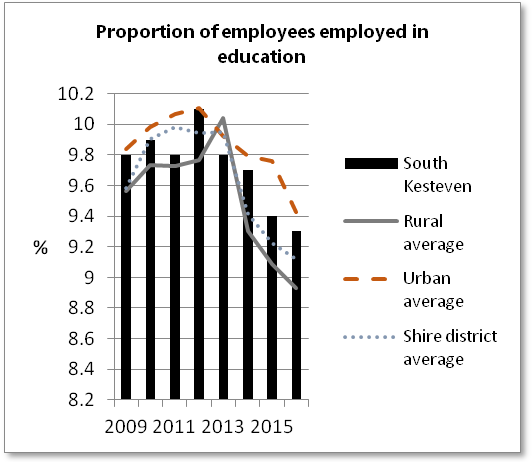 Proportion of employees employed in
education
10.2
10
9.8
9.6
9.4
9.2
9
8.8
8.6
8.4
8.2
%
2009 2011 2013 2015
South
Kesteven
Rural
average
Urban
average
Shire district
average